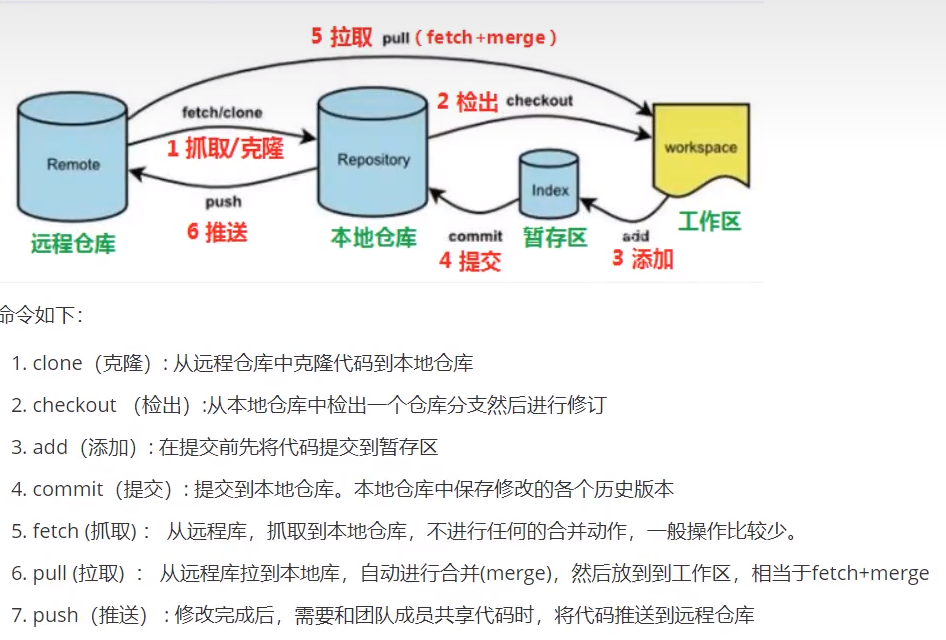 5 拉取 pull ( fetch+merge )
fetch/clone
2 检出 checkout
1 抓取/克隆
Remote
Repository
workspace
Index
push
6 推送
远程仓库
本地仓库
commit
4 提交
暂存区
add
3 添加
工作区
命令如下：
1. clone（克隆）: 从远程仓库中克隆代码到本地仓库
2. checkout （检出）:从本地仓库中检出一个仓库分支然后进行修订
3. add（添加）: 在提交前先将代码提交到暂存区
4. commit（提交）: 提交到本地仓库。本地仓库中保存修改的各个历史版本
5. fetch (抓取) ： 从远程库，抓取到本地仓库，不进行任何的合并动作，一般操作比较少。
6. pull (拉取) ： 从远程库拉到本地库，自动进行合并(merge)，然后放到到工作区，相当于fetch+merge
7. push（推送） : 修改完成后，需要和团队成员共享代码时，将代码推送到远程仓库